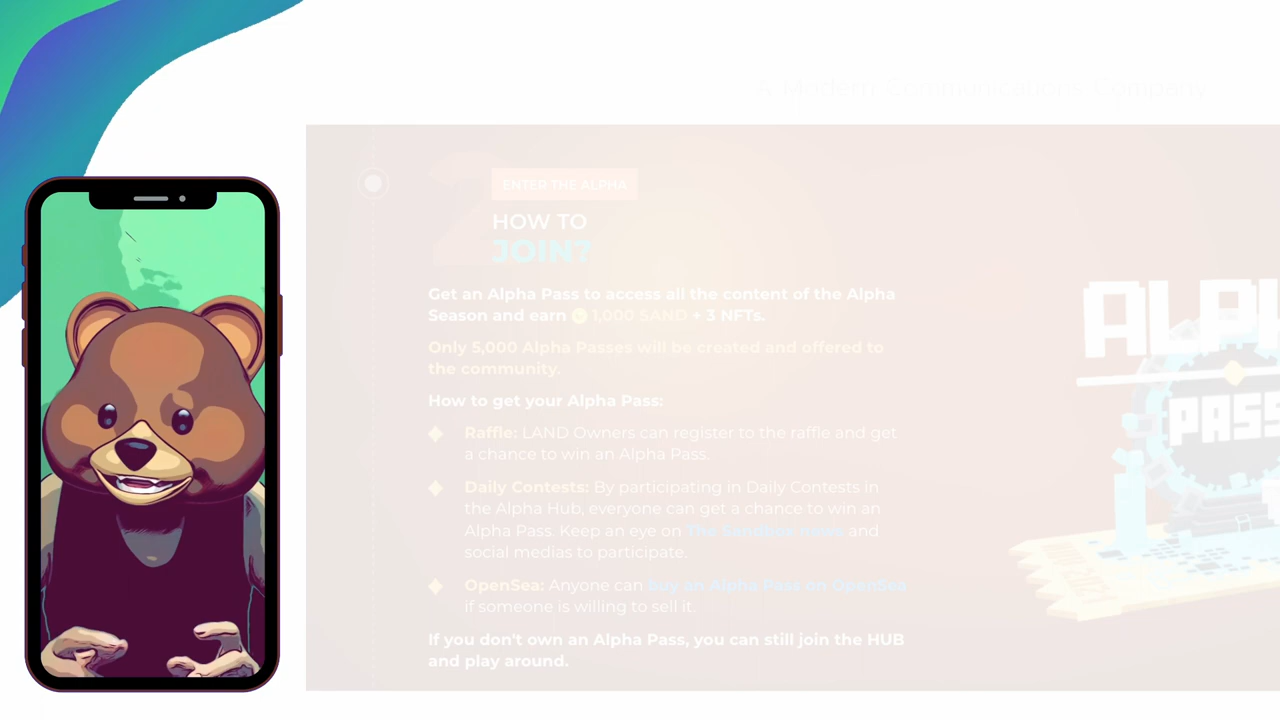 A Modern Communications Company
2
ENTER THE ALPHA
HOW TO
JOIN?
Get an Alpha Pass to access all the content of the Alpha
Season and earn 1,000 SAND + 3 NFTs.
Only 5,000 Alpha Passes will be created and offered to
the community.
How to get your Alpha Pass:
Raffle: LAND Owners can register to the raffle and get
a chance to win an Alpha Pass.
Daily Contests: By participating in Daily Contests in
the Alpha Hub, everyone can get a chance to win an
Alpha Pass. Keep an eye on The Sandbox news and
social medias to participate.
OpenSea: Anyone can buy an Alpha Pass on OpenSea
if someone is willing to sell it.
If you don't own an Alpha Pass, you can still join the HUB
and play around.
ALPH
PASS